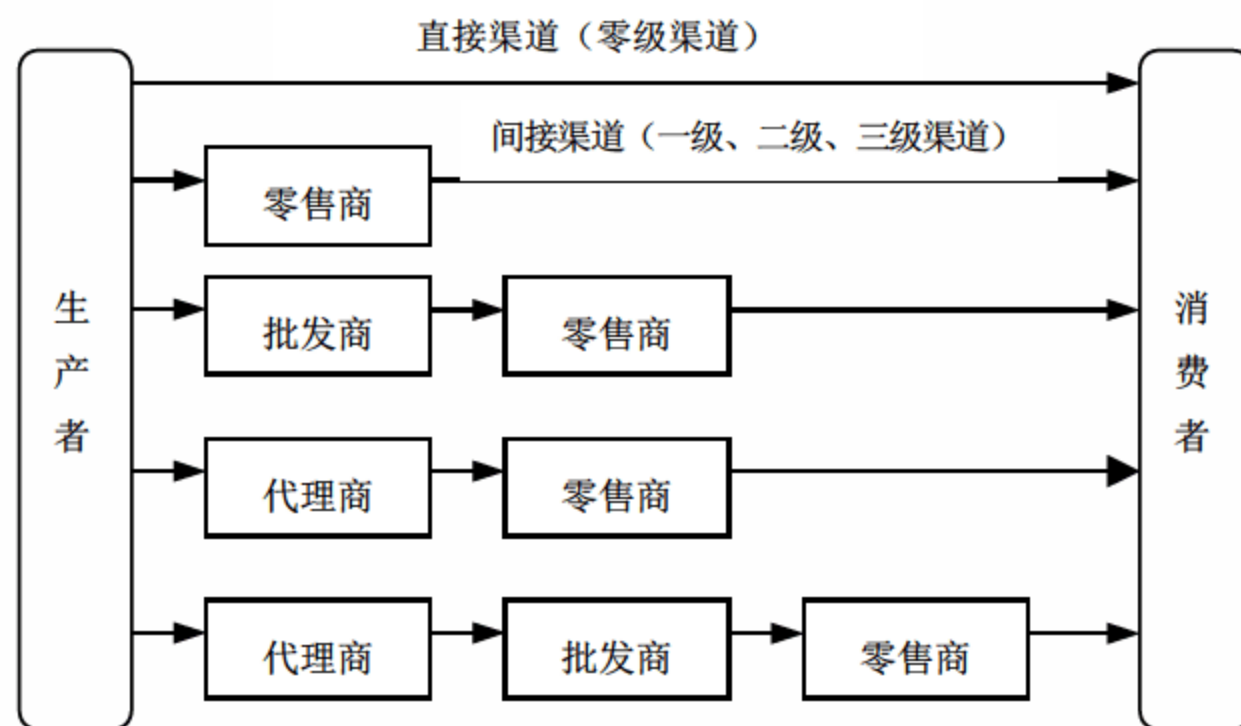 直接渠道（零级渠道）
间接渠道（一级、二级、三级渠道）
生产者
零售商
批发商 零售商
代理商 零售商
代理商 批发商 零售商
消费者